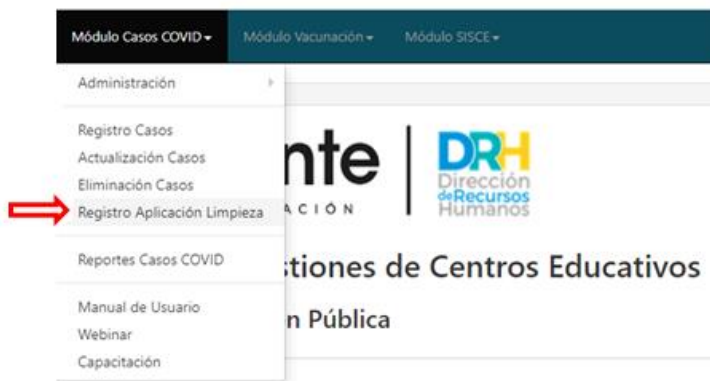 Módulo Casos COVID
Módulo Vacunación
Módulo SISCE
Administración
Registro Casos
Actualización Casos
Eliminación Casos
Registro Aplicación Limpieza
Reportes Casos COVID
Manual de Usuario
Webinar
Capacitación
nte
ACIÓN
DRH
Dirección
de Recursos
Humanos
stiones de Centros Educativos
n Pública